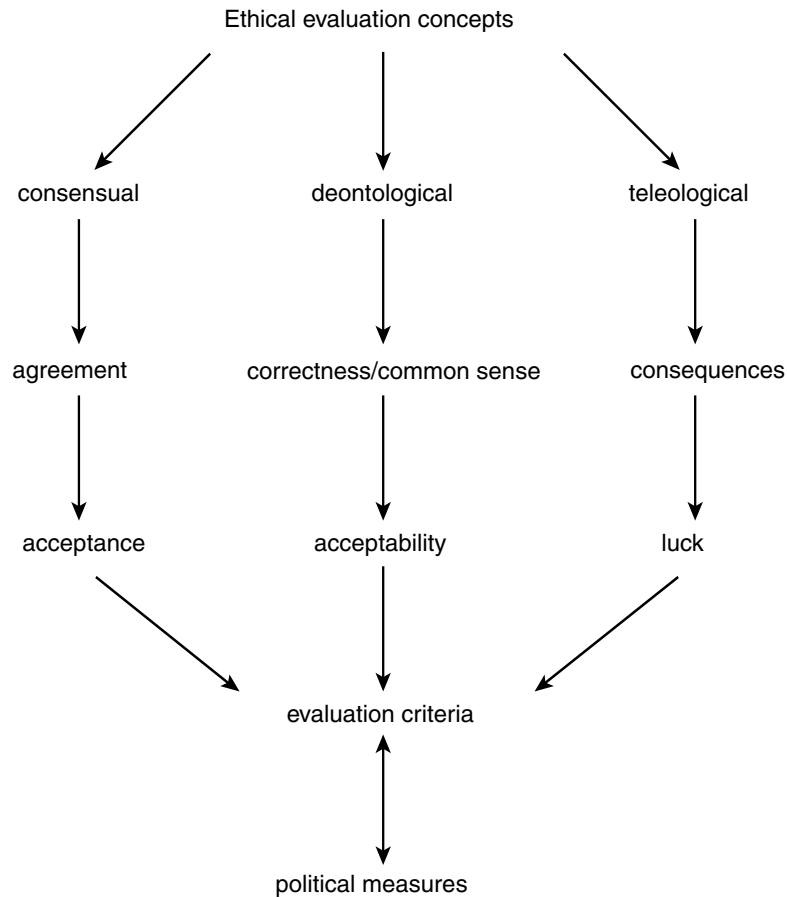 Ethical evaluation concepts
consensual deontological teleological
agreement correctness/common sense consequences
acceptance acceptability luck
evaluation criteria
political measures